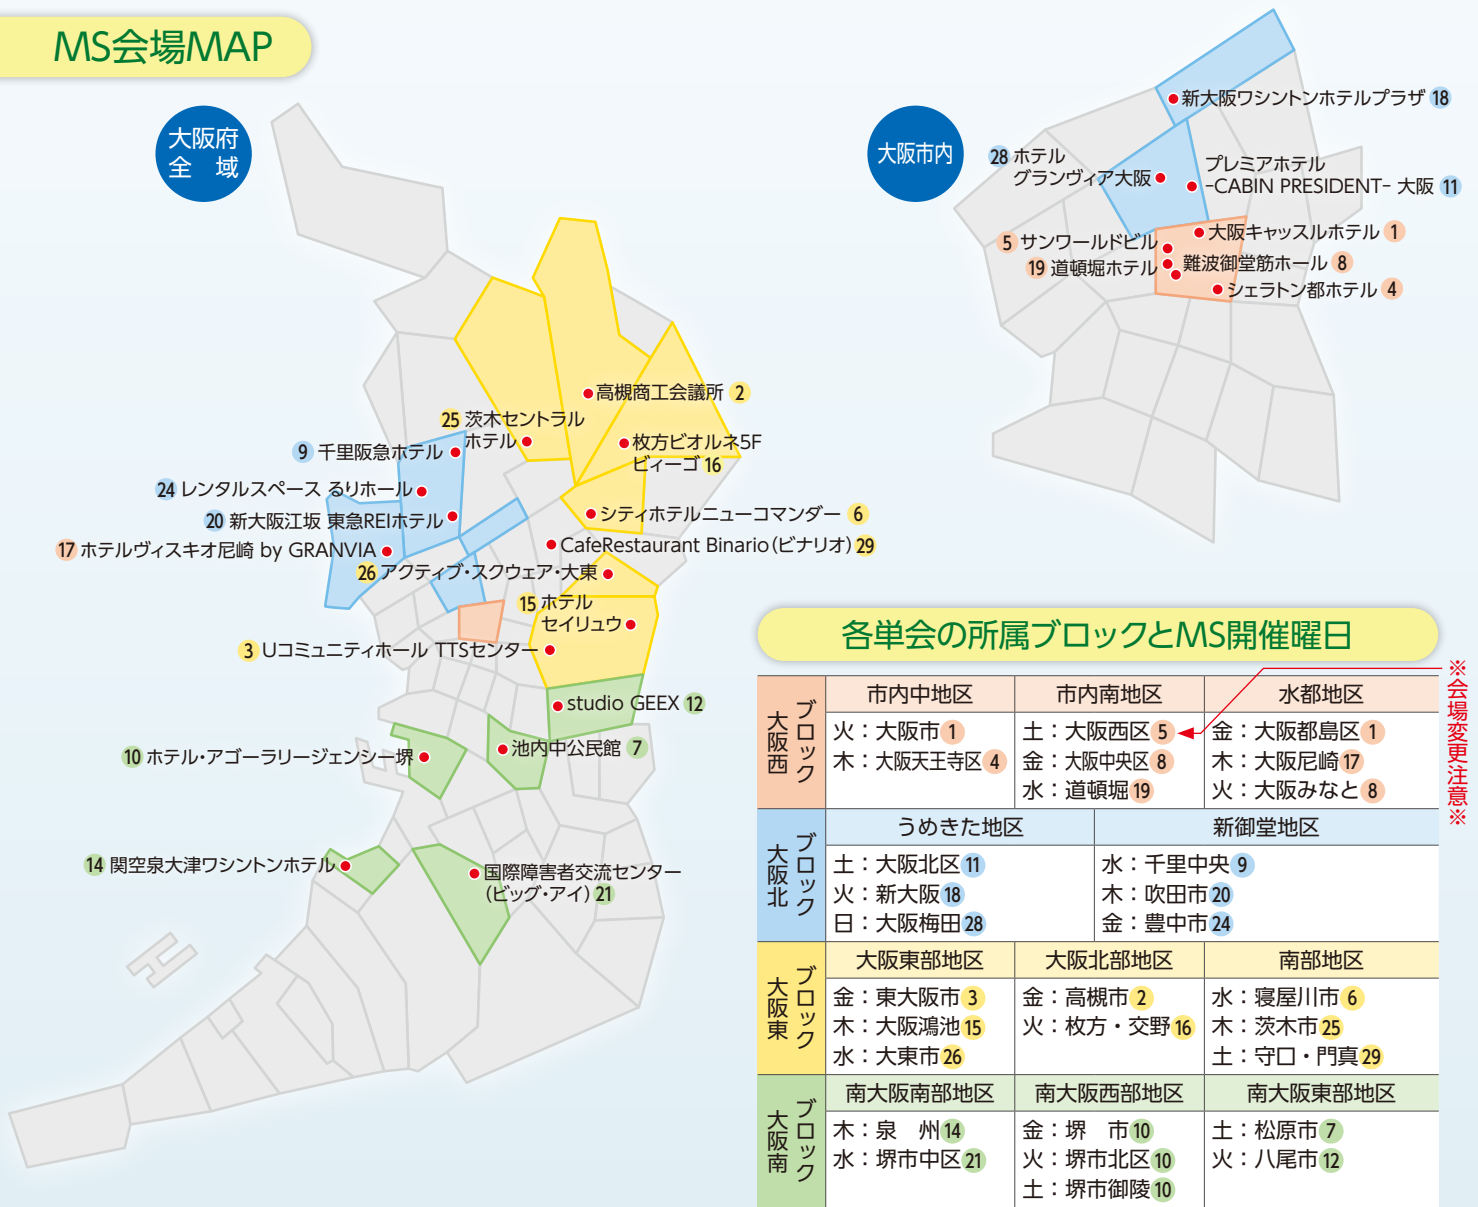 MS会場MAP
大阪府
全　域
高槻商工会議所 2
25 茨木セントラル
ホテル
枚方ビオルネ5F
ビィーゴ 16
9 千里阪急ホテル
24 レンタルスペース るりホール
20 新大阪江坂 東急REIホテル
シティホテルニューコマンダー 6
17 ホテルヴィスキオ尼崎 by GRANVIA
CafeRestaurant Binario（ビナリオ）29
26 アクティブ・スクウェア・大東
15 ホテル
セイリュウ
3 Uコミュニティホール TTSセンター
studio GEEX 12
池内中公民館 7
10 ホテル・アゴーラリージェンシー堺
14 関空泉大津ワシントンホテル
国際障害者交流センター
（ビッグ・アイ）21
大阪市内
新大阪ワシントンホテルプラザ 18
28 ホテル
グランヴィア大阪
プレミアホテル
-CABIN PRESIDENT- 大阪 11
大阪キャッスルホテル 1
5 サンワールドビル
難波御堂筋ホール 8
19 道頓堀ホテル
シェラトン都ホテル 4
各単会の所属ブロックとMS開催曜日
※会場変更注意※
大阪西ブロック
市内中地区
火：大阪市 1
木：大阪天王寺区 4
市内南地区
土：大阪西区 5
金：大阪中央区 8
水：道頓堀 19
水都地区
金：大阪都島区 1
木：大阪尼崎 17
火：大阪みなと 8
大阪北ブロック
うめきた地区
土：大阪北区 11
火：新大阪 18
日：大阪梅田 28
新御堂地区
水：千里中央 9
木：吹田市 20
金：豊中市 24
大阪東ブロック
大阪東部地区
金：東大阪市 3
木：大阪鴻池 15
水：大東市 26
大阪北部地区
金：高槻市 2
火：枚方・交野 16
南部地区
水：寝屋川市 6
木：茨木市 25
土：守口・門真 29
大阪南ブロック
南大阪南部地区
木：泉　州 14
水：堺市中区 21
南大阪西部地区
金：堺　市 10
火：堺市北区 10
土：堺市御陵 10
南大阪東部地区
土：松原市 7
火：八尾市 12